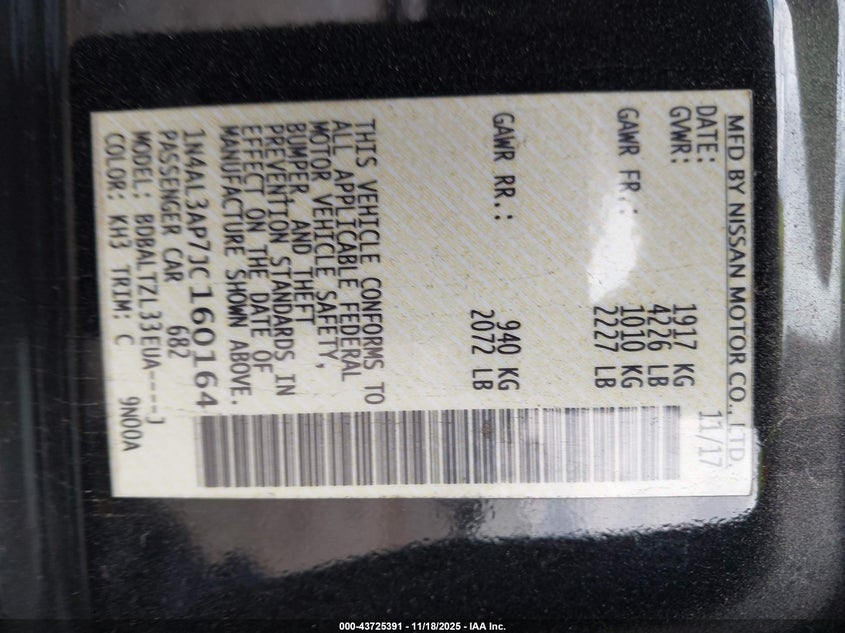 MFD BY NISSAN MOTOR CO., LTD.
DATE: 11/17
GVWR: 1917 KG
4226 LB
GAWR FR.: 1010 KG
2227 LB
GAWR RR.: 940 KG
2072 LB
THIS VEHICLE CONFORMS TO
ALL APPLICABLE FEDERAL
MOTOR VEHICLE SAFETY,
BUMPER, AND THEFT
PREVENTION STANDARDS IN
EFFECT ON THE DATE OF
MANUFACTURE SHOWN ABOVE.
1N4AL3AP7JC160164
PASSENGER CAR 682
MODEL: BDBALTZL33EUA----J
COLOR: KH3 TRIM: C 9N00A
000-43725391 - 11/18/2025 - IAA Inc.